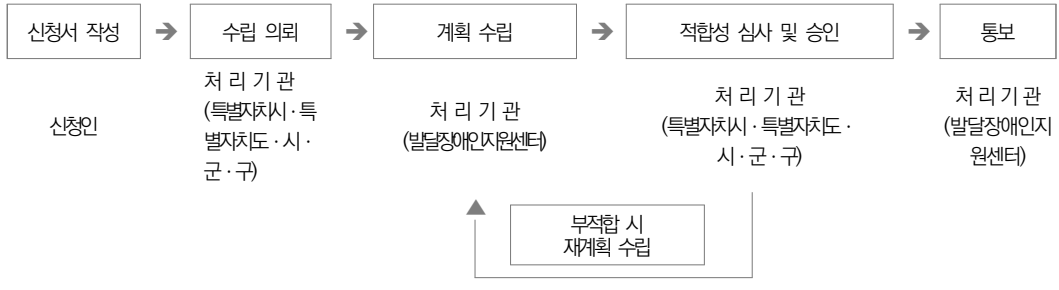 신청서 작성
수립 의뢰
계획 수립
적합성 심사 및 승인
통보
신청인
처 리 기 관
(특별자치시 · 특
별자치도 · 시 ·
군 · 구)
처 리 기 관
(발달장애인지원센터)
처 리 기 관
(특별자치시 · 특별자치도 ·
시 · 군 · 구)
처 리 기 관
(발달장애인지
원센터)
부적합 시
재계획 수립